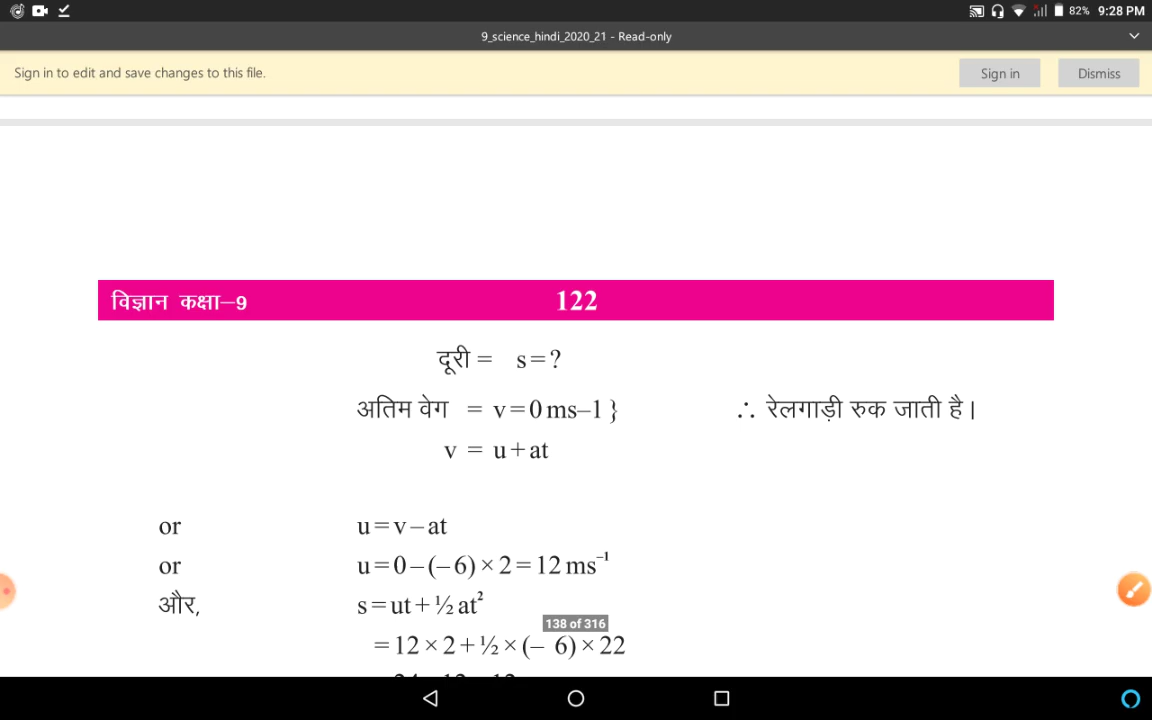 82% 9:28 PM
9_science_hindi_2020_21 - Read-only
Sign in to edit and save changes to this file.
Sign in
Dismiss
विज्ञान कक्षा–9
122
दूरी = s=?
अतिम वेग = v=0 ms–1 } ∴ रेलगाड़ी रुक जाती है।
v = u+at
or u=v–at
or u=0–(–6)×2=12 ms⁻¹
और, s=ut+½ at²
138 of 316
=12×2+½×(– 6)×22